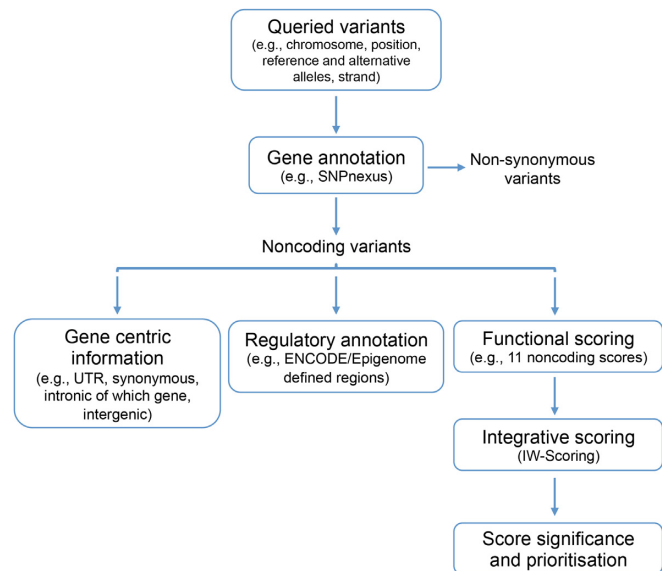 Queried variants
(e.g., chromosome, position,
reference and alternative
alleles, strand)
Gene annotation
(e.g., SNPnexus)
Non-synonymous
variants
Noncoding variants
Gene centric
information
(e.g., UTR, synonymous,
intronic of which gene,
intergenic)
Regulatory annotation
(e.g., ENCODE/Epigenome
defined regions)
Functional scoring
(e.g., 11 noncoding scores)
Integrative scoring
(IW-Scoring)
Score significance
and prioritisation